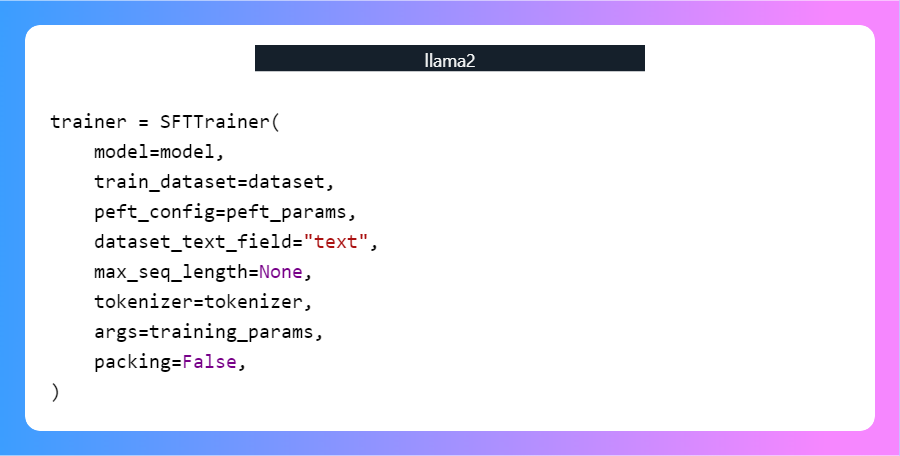 llama2
trainer = SFTTrainer(
    model=model,
    train_dataset=dataset,
    peft_config=peft_params,
    dataset_text_field="text",
    max_seq_length=None,
    tokenizer=tokenizer,
    args=training_params,
    packing=False,
)